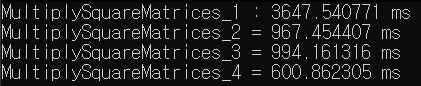 MultiplySquareMatrices_1 : 3647.540771 ms
MultiplySquareMatrices_2 = 967.454407 ms
MultiplySquareMatrices_3 = 994.161316 ms
MultiplySquareMatrices_4 = 600.862305 ms